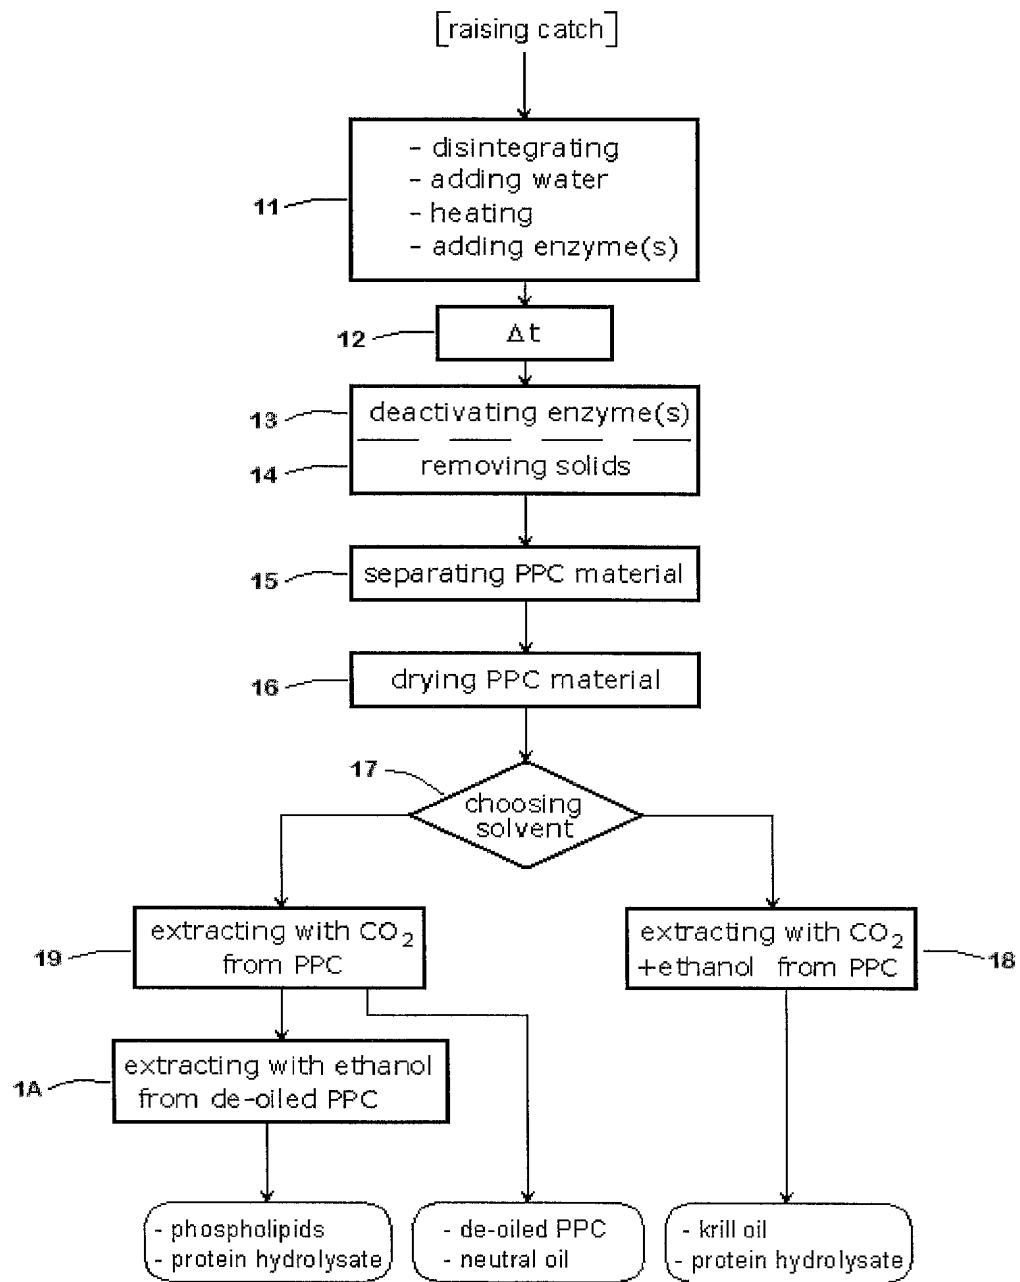 [raising catch]
- disintegrating
- adding water
11
- heating
- adding enzyme(s)
12
Δt
13
deactivating enzyme(s)
14
removing solids
15
separating PPC material
16
drying PPC material
17
choosing
solvent
19
extracting with CO2
from PPC
extracting with CO2
+ethanol from PPC
18
1A
extracting with ethanol
from de-oiled PPC
- phospholipids
- protein hydrolysate
- de-oiled PPC
- neutral oil
- krill oil
- protein hydrolysate